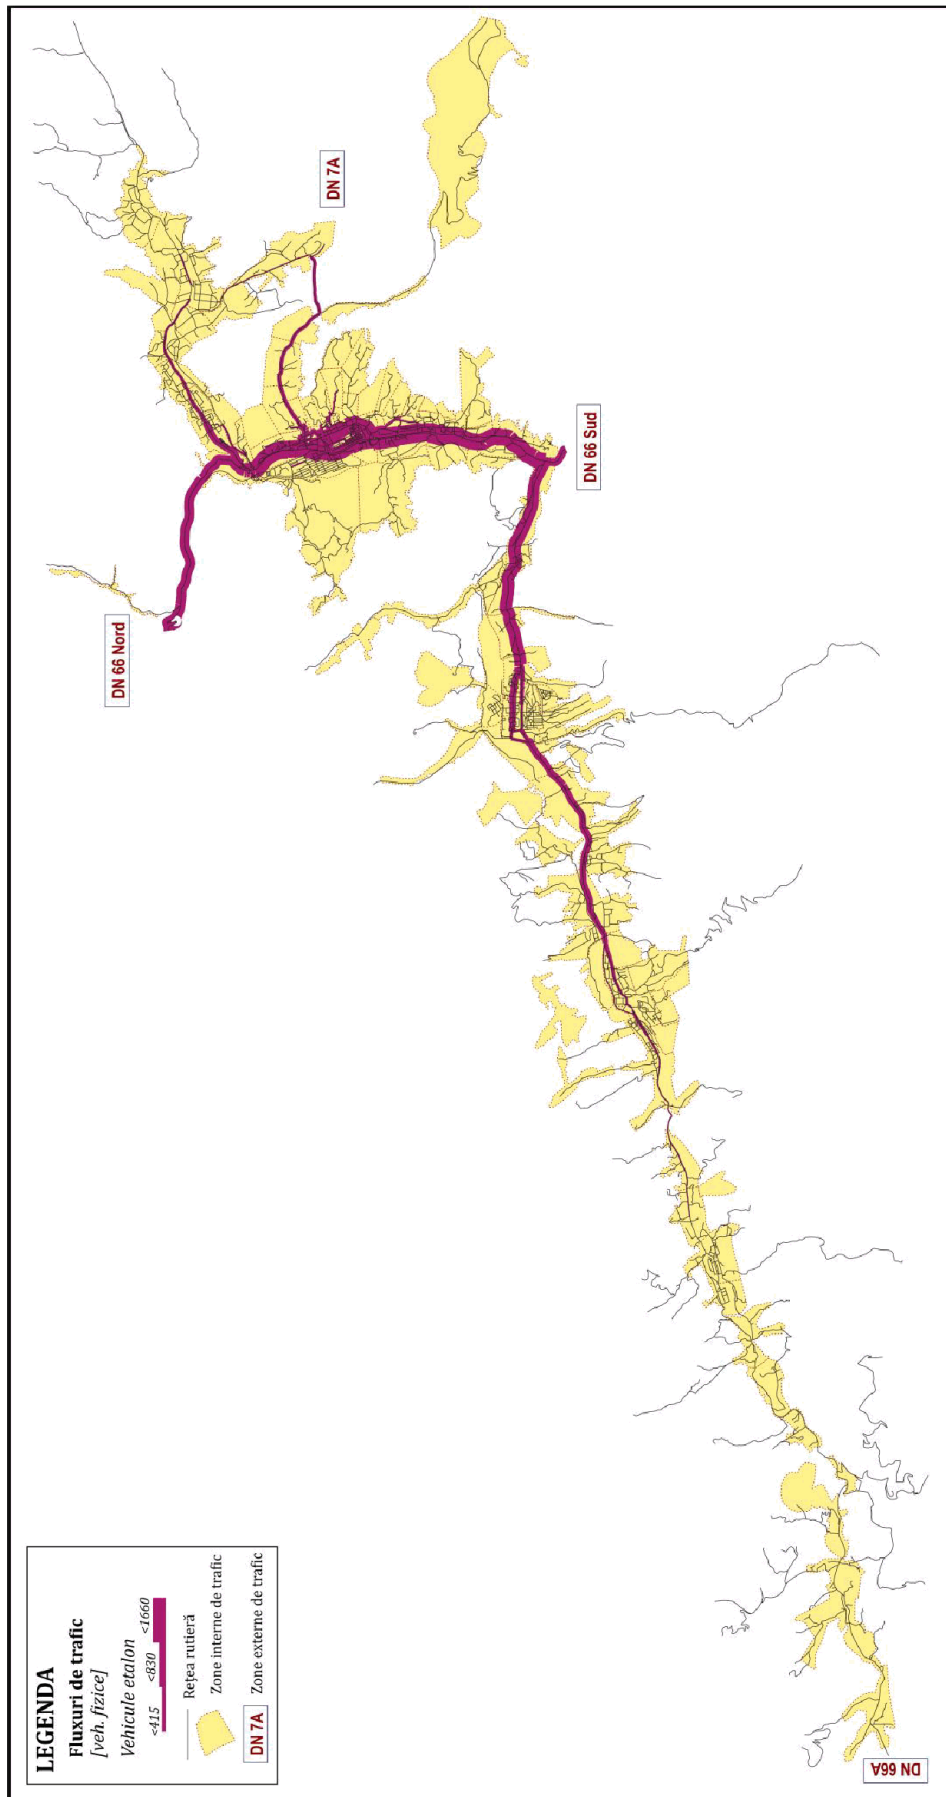 DN 7A
DN 66 Sud
DN 66 Nord
DN 66A
LEGENDA
Fluxuri de trafic
[veh. fizice]
Vehicule etalon
<415 <830 <1660
Rețea rutieră
Zone interne de trafic
DN 7A Zone externe de trafic